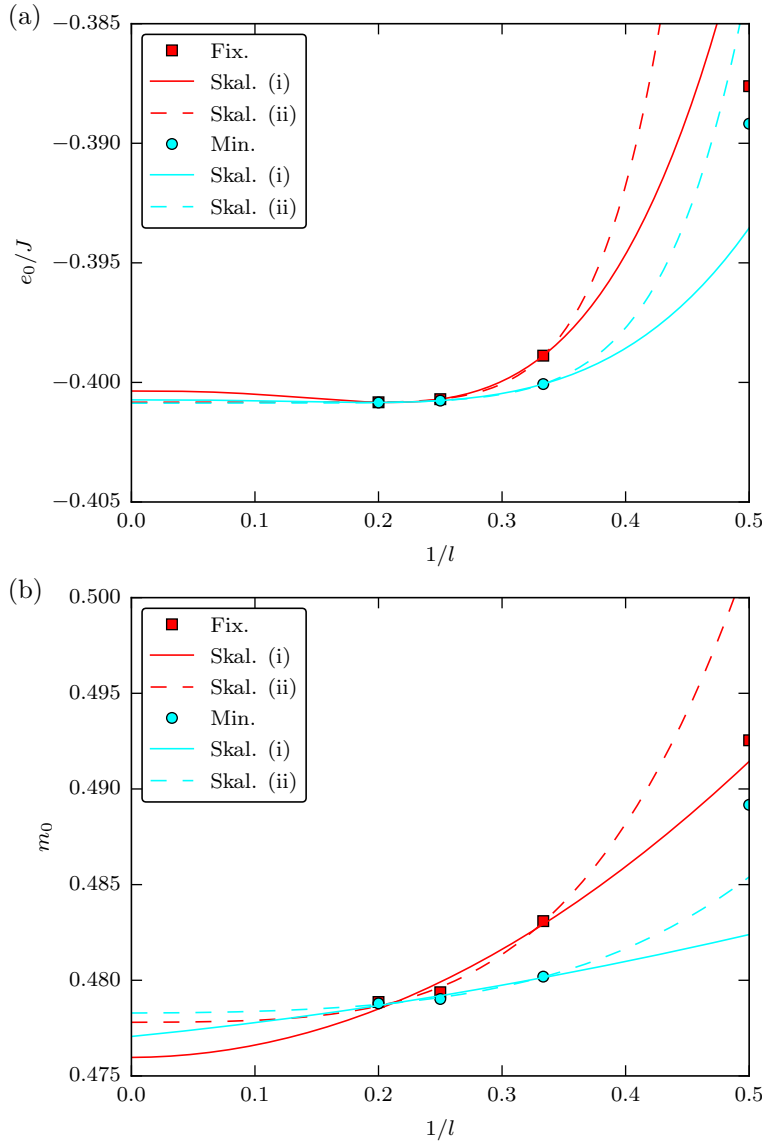 (a)
−0.385
−0.390
−0.395
−0.400
−0.405
e₀/J
Fix.
Skal. (i)
Skal. (ii)
Min.
Skal. (i)
Skal. (ii)
0.0 0.1 0.2 0.3 0.4 0.5
1/l
(b)
0.500
0.495
0.490
0.485
0.480
0.475
m₀
Fix.
Skal. (i)
Skal. (ii)
Min.
Skal. (i)
Skal. (ii)
0.0 0.1 0.2 0.3 0.4 0.5
1/l